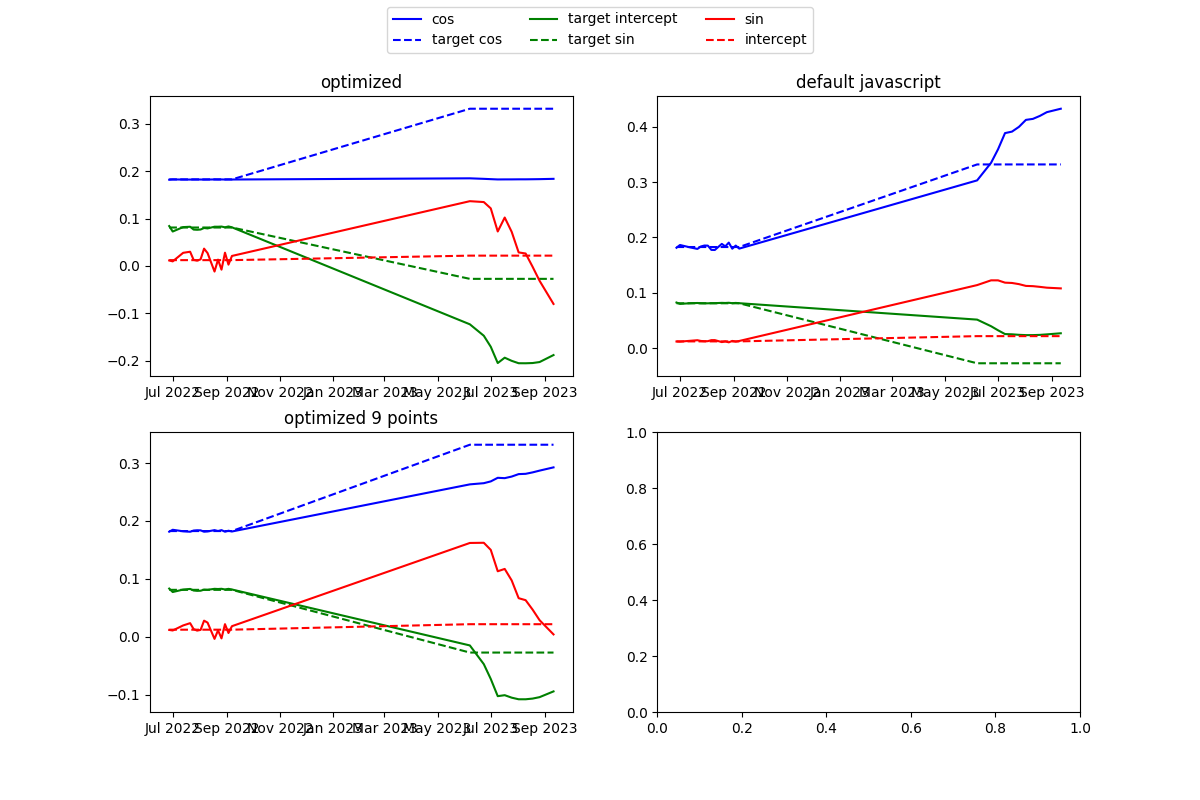 cos target intercept sin
target cos target sin intercept
optimized
0.3
0.2
0.1
0.0
−0.1
−0.2
Jul 2022 Sep 2022 Nov 2022 Jan 2023 Mar 2023 May 2023 Jul 2023 Sep 2023
default javascript
0.4
0.3
0.2
0.1
0.0
Jul 2022 Sep 2022 Nov 2022 Jan 2023 Mar 2023 May 2023 Jul 2023 Sep 2023
optimized 9 points
0.3
0.2
0.1
0.0
−0.1
Jul 2022 Sep 2022 Nov 2022 Jan 2023 Mar 2023 May 2023 Jul 2023 Sep 2023
1.0
0.8
0.6
0.4
0.2
0.0
0.0 0.2 0.4 0.6 0.8 1.0